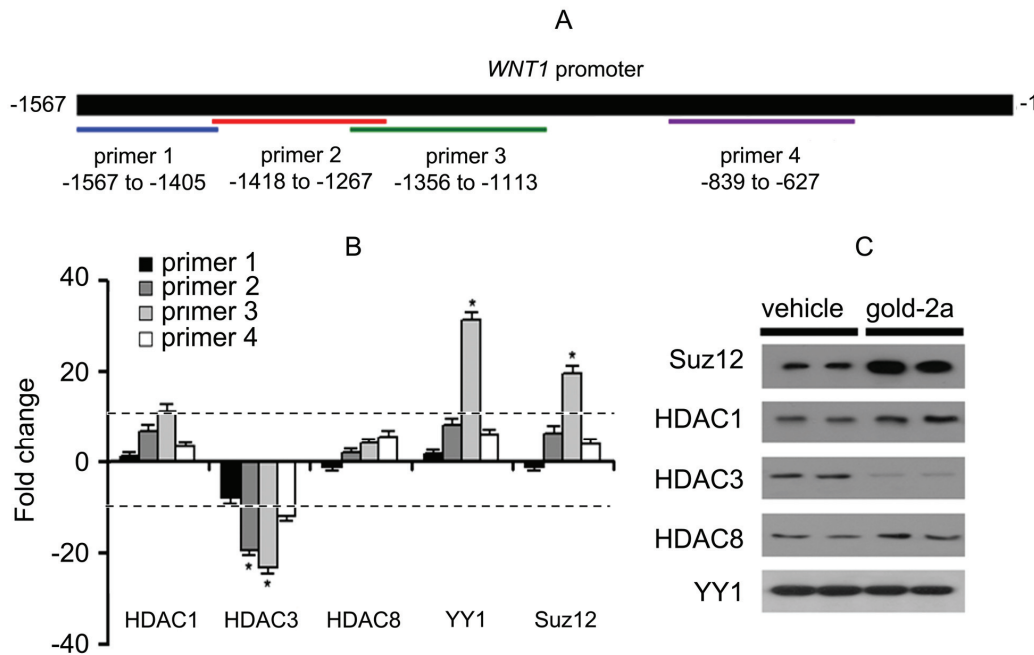 A
WNT1 promoter
-1567
-1
primer 1
-1567 to -1405
primer 2
-1418 to -1267
primer 3
-1356 to -1113
primer 4
-839 to -627
B
primer 1
primer 2
primer 3
primer 4
Fold change
40
20
0
-20
-40
*
*
*
*
HDAC1
HDAC3
HDAC8
YY1
Suz12
C
vehicle
gold-2a
Suz12
HDAC1
HDAC3
HDAC8
YY1